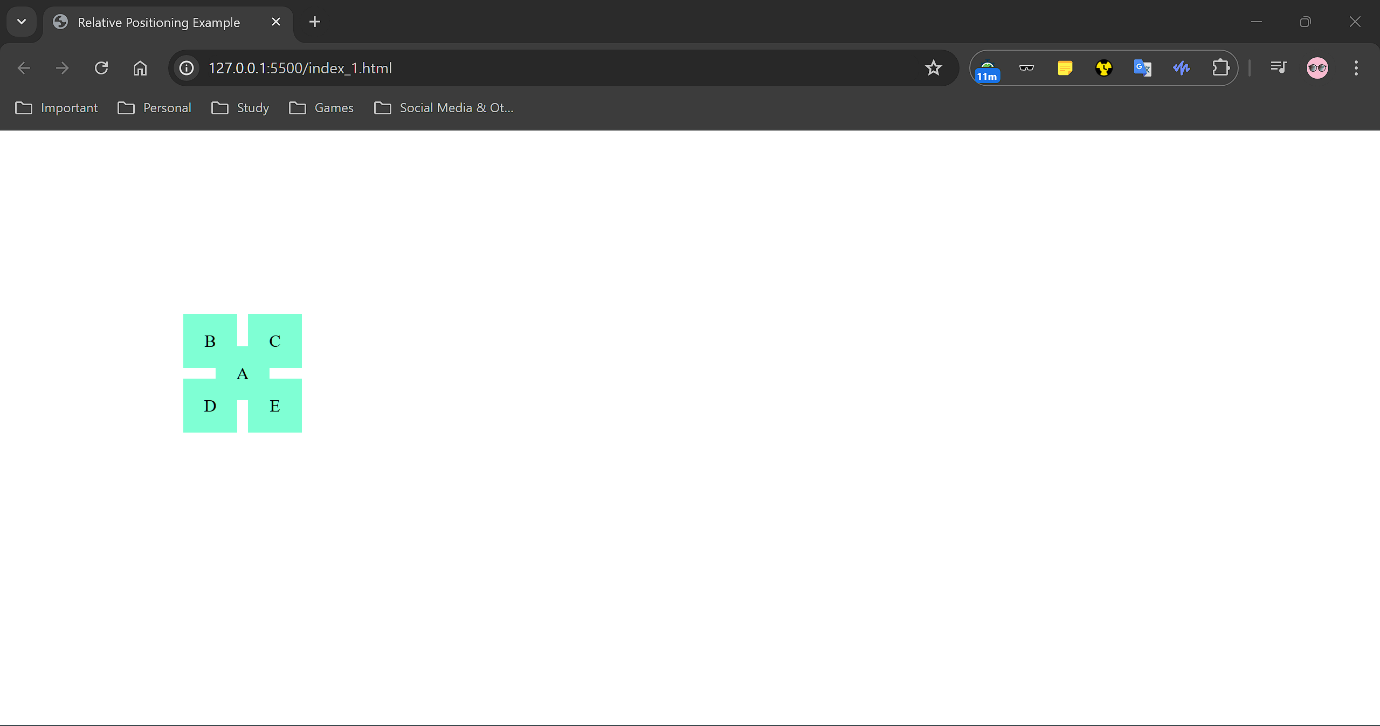 Relative Positioning Example
127.0.0.1:5500/index_1.html
11m
G
Important Personal Study Games Social Media & Ot...
B C
A
D E